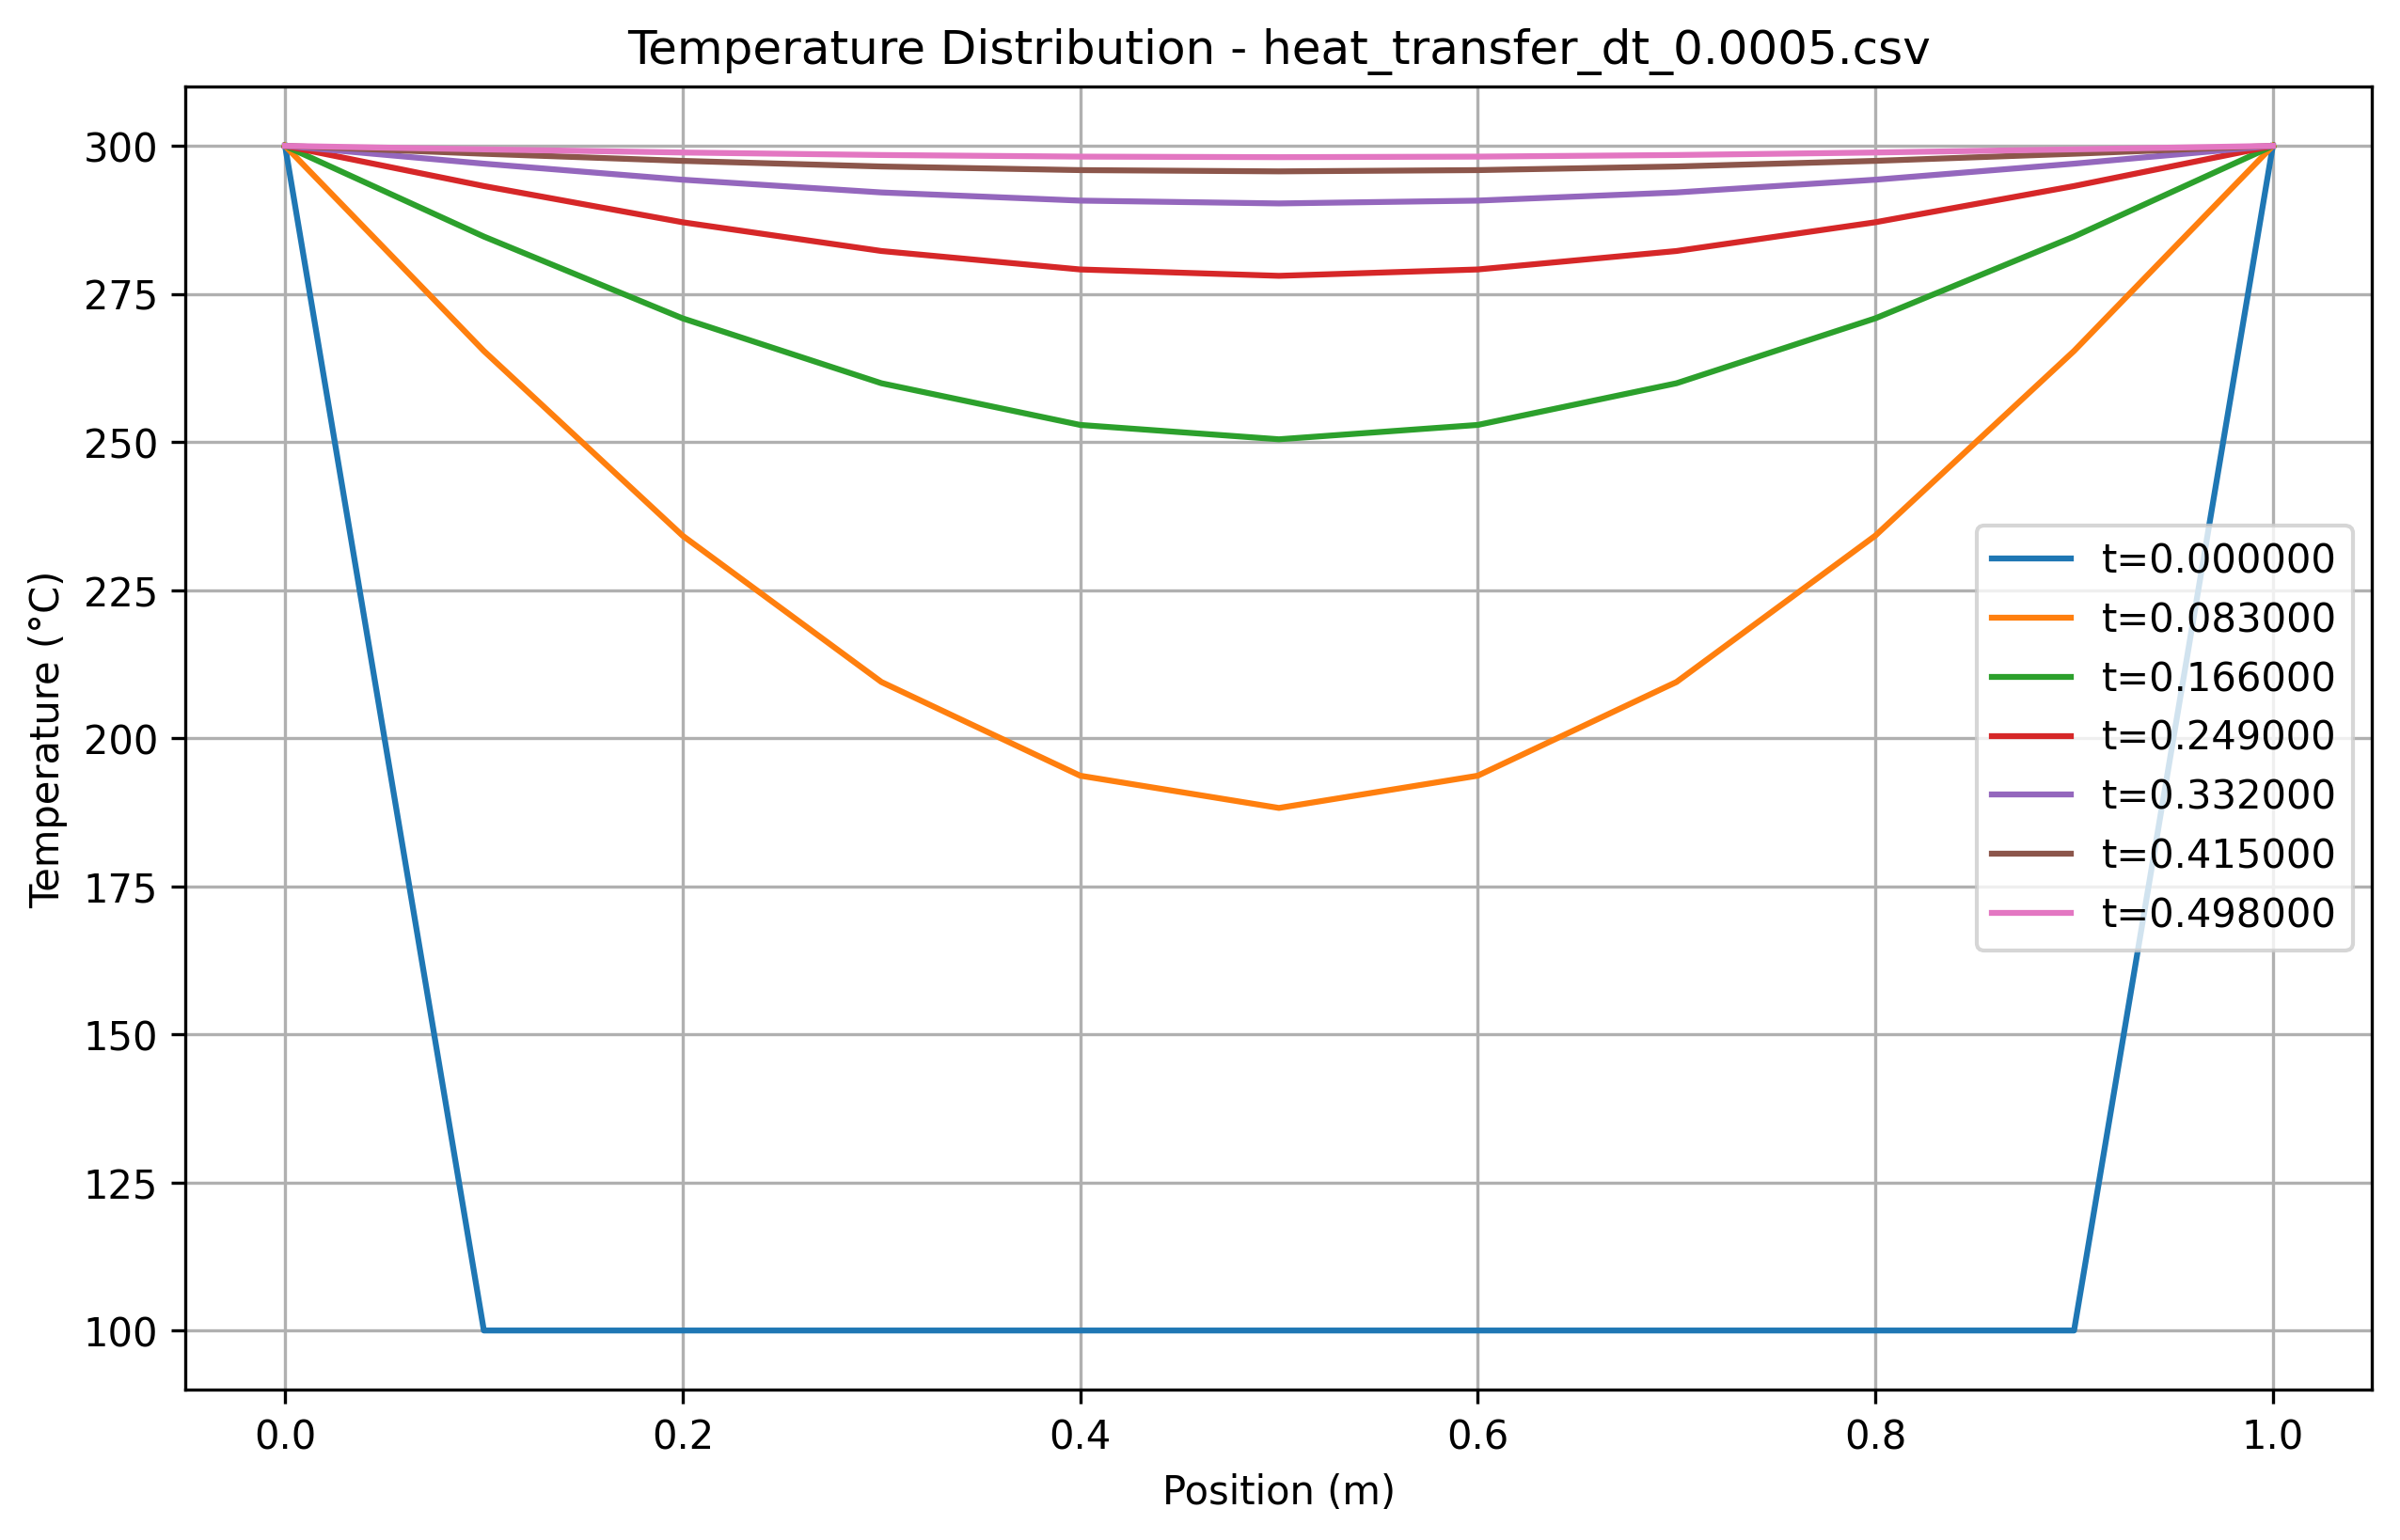 Temperature Distribution - heat_transfer_dt_0.0005.csv
Temperature (°C)
300
275
250
225
200
175
150
125
100
t=0.000000
t=0.083000
t=0.166000
t=0.249000
t=0.332000
t=0.415000
t=0.498000
0.0 0.2 0.4 0.6 0.8 1.0
Position (m)